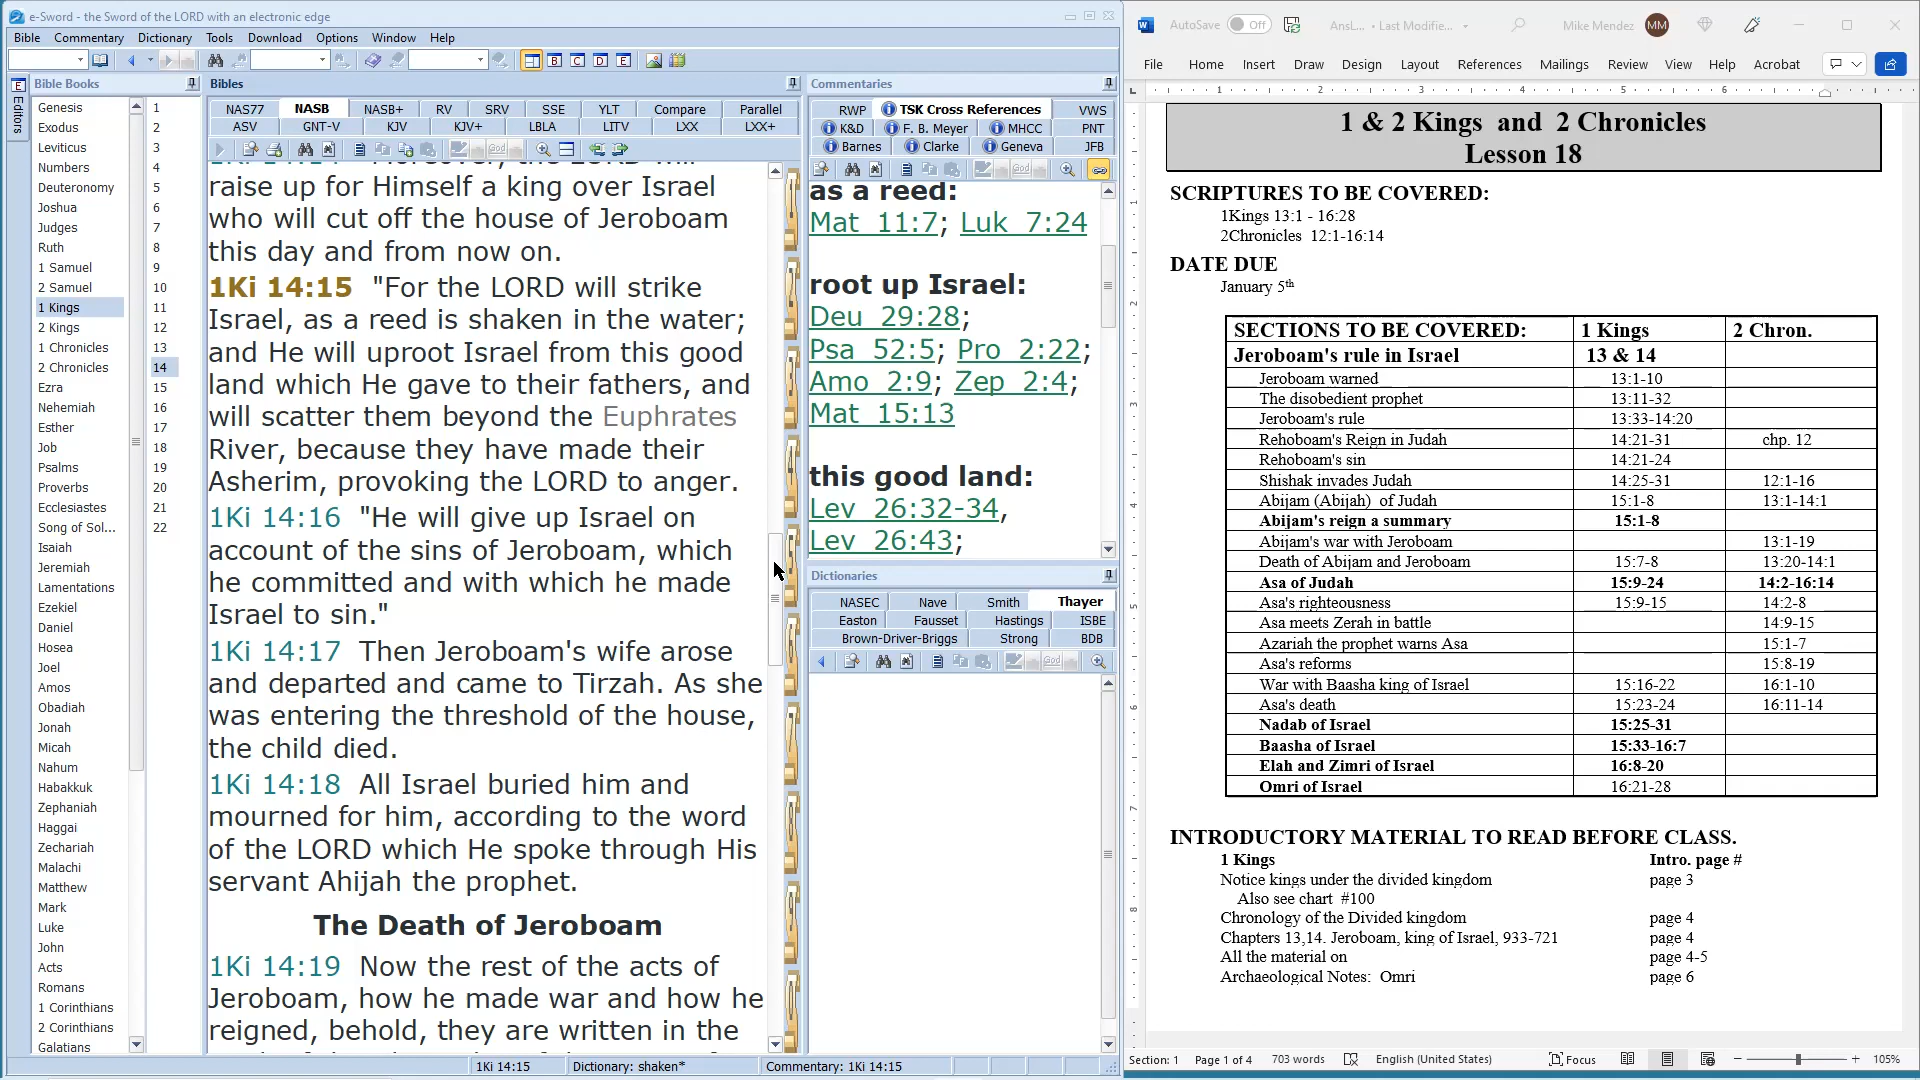 e-Sword - the Sword of the LORD with an electronic edge
Bible Commentary Dictionary Tools Download Options Window Help
B C D E
Editors
Bible Books
Genesis
Exodus
Leviticus
Numbers
Deuteronomy
Joshua
Judges
Ruth
1 Samuel
2 Samuel
1 Kings
2 Kings
1 Chronicles
2 Chronicles
Ezra
Nehemiah
Esther
Job
Psalms
Proverbs
Ecclesiastes
Song of Sol...
Isaiah
Jeremiah
Lamentations
Ezekiel
Daniel
Hosea
Joel
Amos
Obadiah
Jonah
Micah
Nahum
Habakkuk
Zephaniah
Haggai
Zechariah
Malachi
Matthew
Mark
Luke
John
Acts
Romans
1 Corinthians
2 Corinthians
Galatians
1
2
3
4
5
6
7
8
9
10
11
12
13
14
15
16
17
18
19
20
21
22
Bibles
NAS77 NASB NASB+ RV SRV SSE YLT Compare Parallel
ASV GNT-V KJV KJV+ LBLA LITV LXX LXX+
raise up for Himself a king over Israel
who will cut off the house of Jeroboam
this day and from now on.
1Ki 14:15 "For the LORD will strike
Israel, as a reed is shaken in the water;
and He will uproot Israel from this good
land which He gave to their fathers, and
will scatter them beyond the Euphrates
River, because they have made their
Asherim, provoking the LORD to anger.
1Ki 14:16 "He will give up Israel on
account of the sins of Jeroboam, which
he committed and with which he made
Israel to sin."
1Ki 14:17 Then Jeroboam's wife arose
and departed and came to Tirzah. As she
was entering the threshold of the house,
the child died.
1Ki 14:18 All Israel buried him and
mourned for him, according to the word
of the LORD which He spoke through His
servant Ahijah the prophet.
The Death of Jeroboam
1Ki 14:19 Now the rest of the acts of
Jeroboam, how he made war and how he
reigned, behold, they are written in the
Commentaries
RWP TSK Cross References VWS
K&D F. B. Meyer MHCC PNT
Barnes Clarke Geneva JFB
as a reed:
Mat 11:7; Luk 7:24
root up Israel:
Deu 29:28;
Psa 52:5; Pro 2:22;
Amo 2:9; Zep 2:4;
Mat 15:13
this good land:
Lev 26:32-34,
Lev 26:43;
Dictionaries
NASEC Nave Smith Thayer
Easton Fausset Hastings ISBE
Brown-Driver-Briggs Strong BDB
1Ki 14:15 Dictionary: shaken* Commentary: 1Ki 14:15
AutoSave Off AnsL... • Last Modifie... Mike Mendez MM
File Home Insert Draw Design Layout References Mailings Review View Help Acrobat
1 & 2 Kings and 2 Chronicles
Lesson 18
SCRIPTURES TO BE COVERED:
1Kings 13:1 - 16:28
2Chronicles 12:1-16:14
DATE DUE
January 5th
SECTIONS TO BE COVERED: 1 Kings 2 Chron.
Jeroboam's rule in Israel 13 & 14
Jeroboam warned 13:1-10
The disobedient prophet 13:11-32
Jeroboam's rule 13:33-14:20
Rehoboam's Reign in Judah 14:21-31 chp. 12
Rehoboam's sin 14:21-24
Shishak invades Judah 14:25-31 12:1-16
Abijam (Abijah) of Judah 15:1-8 13:1-14:1
Abijam's reign a summary 15:1-8
Abijam's war with Jeroboam 13:1-19
Death of Abijam and Jeroboam 15:7-8 13:20-14:1
Asa of Judah 15:9-24 14:2-16:14
Asa's righteousness 15:9-15 14:2-8
Asa meets Zerah in battle 14:9-15
Azariah the prophet warns Asa 15:1-7
Asa's reforms 15:8-19
War with Baasha king of Israel 15:16-22 16:1-10
Asa's death 15:23-24 16:11-14
Nadab of Israel 15:25-31
Baasha of Israel 15:33-16:7
Elah and Zimri of Israel 16:8-20
Omri of Israel 16:21-28
INTRODUCTORY MATERIAL TO READ BEFORE CLASS.
1 Kings Intro. page #
Notice kings under the divided kingdom page 3
Also see chart #100
Chronology of the Divided kingdom page 4
Chapters 13,14. Jeroboam, king of Israel, 933-721 page 4
All the material on page 4-5
Archaeological Notes: Omri page 6
Section: 1 Page 1 of 4 703 words English (United States) Focus 105%